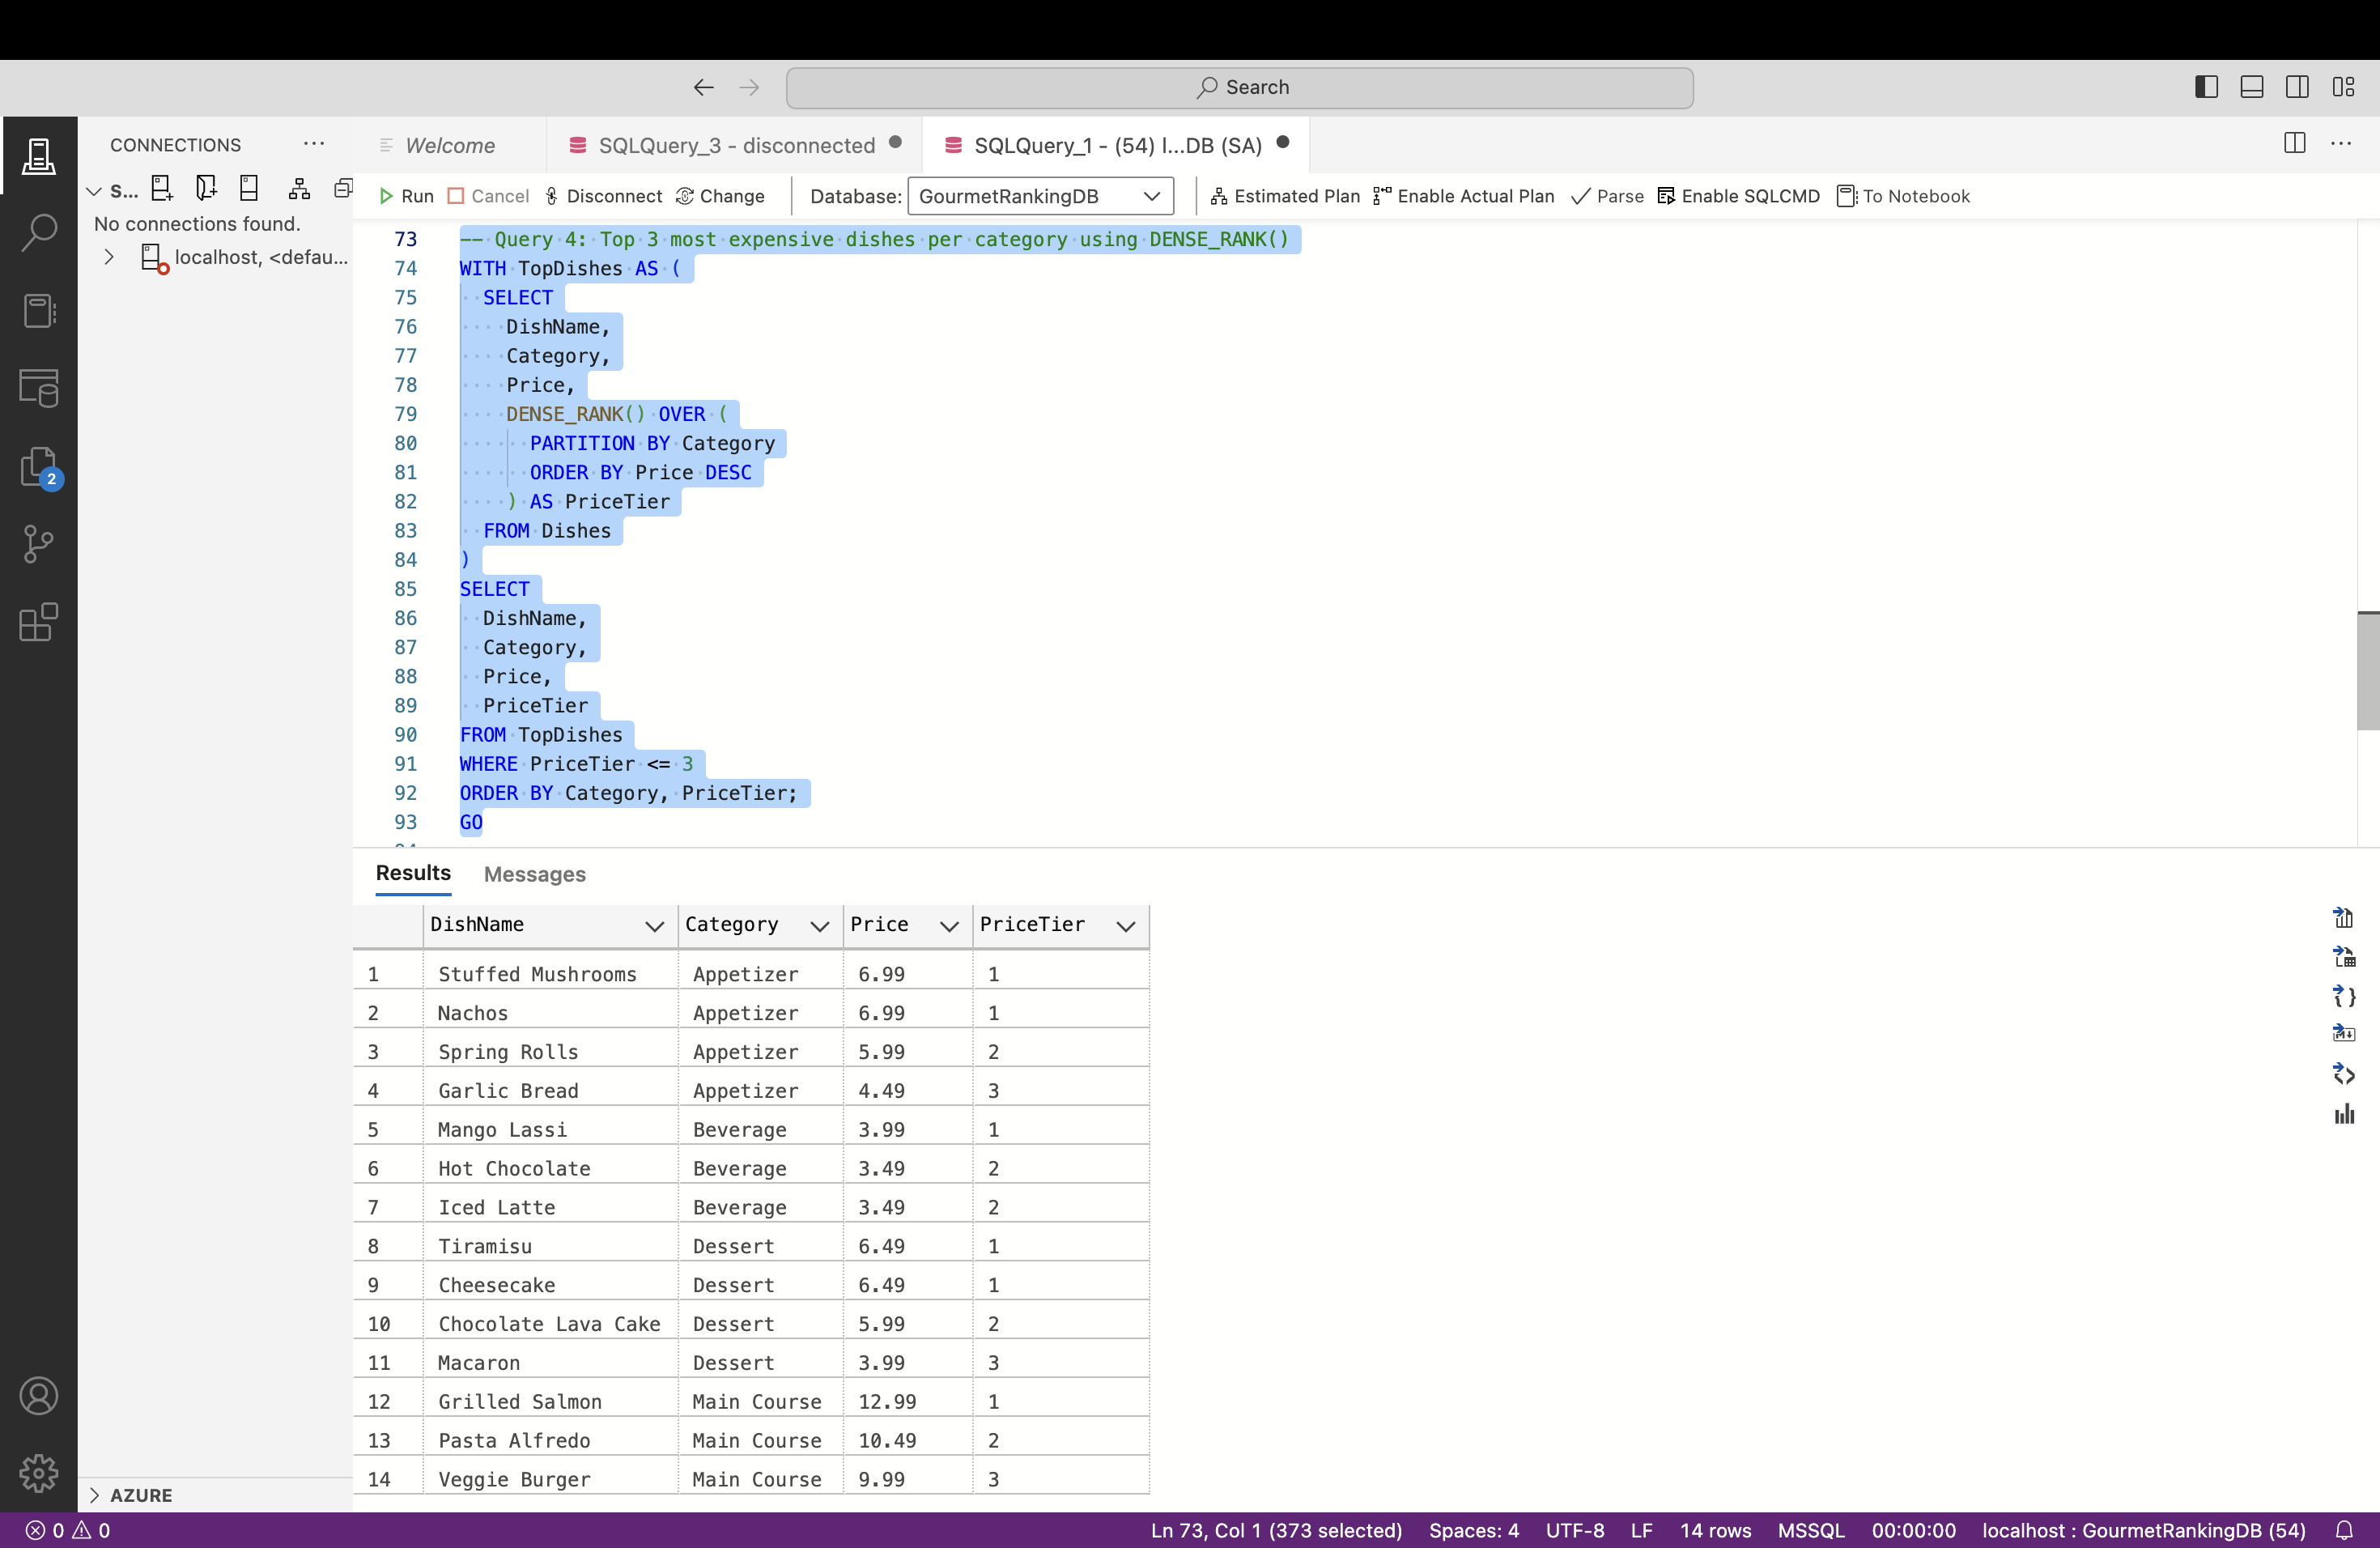 Search
CONNECTIONS ...
Welcome
SQLQuery_3 - disconnected
SQLQuery_1 - (54) l...DB (SA)
...
S...
Run Cancel Disconnect Change Database: GourmetRankingDB Estimated Plan Enable Actual Plan Parse Enable SQLCMD To Notebook
No connections found.
localhost, <defau...
2
73 -- Query 4: Top 3 most expensive dishes per category using DENSE_RANK()
74 WITH TopDishes AS (
75 SELECT
76 DishName,
77 Category,
78 Price,
79 DENSE_RANK() OVER (
80 PARTITION BY Category
81 ORDER BY Price DESC
82 ) AS PriceTier
83 FROM Dishes
84 )
85 SELECT
86 DishName,
87 Category,
88 Price,
89 PriceTier
90 FROM TopDishes
91 WHERE PriceTier <= 3
92 ORDER BY Category, PriceTier;
93 GO
Results Messages
DishName Category Price PriceTier
1 Stuffed Mushrooms Appetizer 6.99 1
2 Nachos Appetizer 6.99 1
3 Spring Rolls Appetizer 5.99 2
4 Garlic Bread Appetizer 4.49 3
5 Mango Lassi Beverage 3.99 1
6 Hot Chocolate Beverage 3.49 2
7 Iced Latte Beverage 3.49 2
8 Tiramisu Dessert 6.49 1
9 Cheesecake Dessert 6.49 1
10 Chocolate Lava Cake Dessert 5.99 2
11 Macaron Dessert 3.99 3
12 Grilled Salmon Main Course 12.99 1
13 Pasta Alfredo Main Course 10.49 2
14 Veggie Burger Main Course 9.99 3
AZURE
0 0
Ln 73, Col 1 (373 selected) Spaces: 4 UTF-8 LF 14 rows MSSQL 00:00:00 localhost : GourmetRankingDB (54)